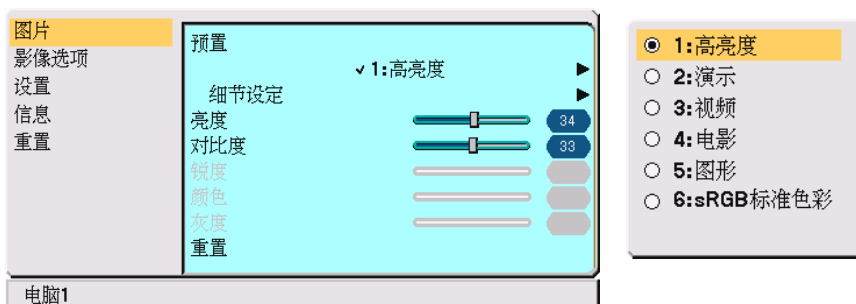 图片
影像选项
设置
信息
重置
预置
✓1:高亮度
细节设定
亮度 34
对比度 33
锐度
颜色
灰度
重置
电脑1
1:高亮度
2:演示
3:视频
4:电影
5:图形
6:sRGB标准色彩